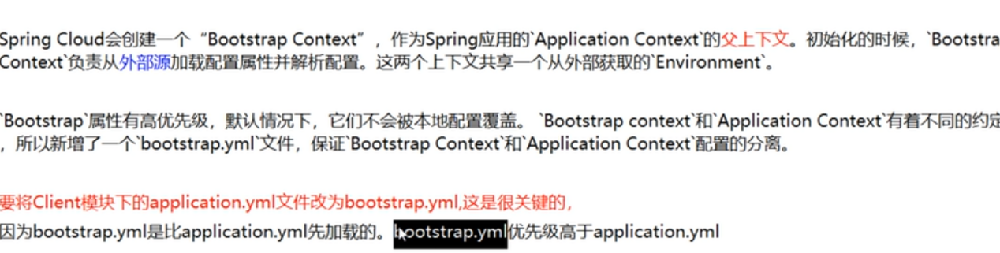 Spring Cloud会创建一个“Bootstrap Context”，作为Spring应用的`Application Context`的父上下文。初始化的时候，`Bootstra
Context`负责从外部源加载配置属性并解析配置。这两个上下文共享一个从外部获取的`Environment`。
`Bootstrap`属性有高优先级，默认情况下，它们不会被本地配置覆盖。 `Bootstrap context`和`Application Context`有着不同的约定
，所以新增了一个`bootstrap.yml`文件，保证`Bootstrap Context`和`Application Context`配置的分离。
要将Client模块下的application.yml文件改为bootstrap.yml,这是很关键的，
因为bootstrap.yml是比application.yml先加载的。bootstrap.yml优先级高于application.yml